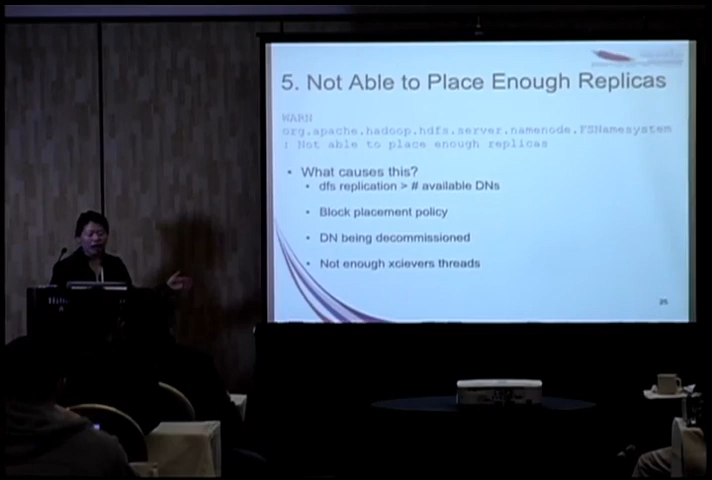 5. Not Able to Place Enough Replicas
WARN
org.apache.hadoop.hdfs.server.namenode.FSNamesystem
: Not able to place enough replicas
• What causes this?
• dfs replication > # available DNs
• Block placement policy
• DN being decommissioned
• Not enough xcievers threads
25